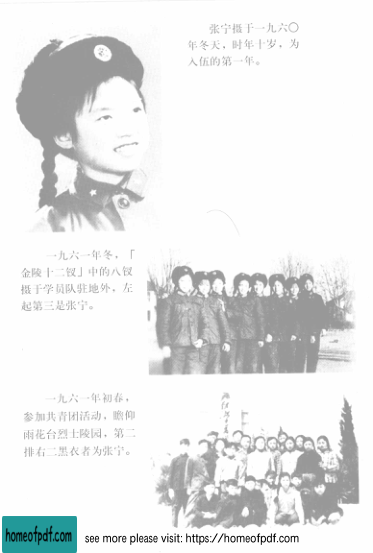 张宁摄于一九六〇
年冬天，时年十岁，为
入伍的第一年。
一九六一年冬，「
金陵十二钗」中的八钗
摄于学员队驻地外，左
起第三是张宁。
一九六一年初春，
参加共青团活动，瞻仰
雨花台烈士陵园，第二
排右二黑衣者为张宁。
homeofpdf.com
see more please visit: https://homeofpdf.com